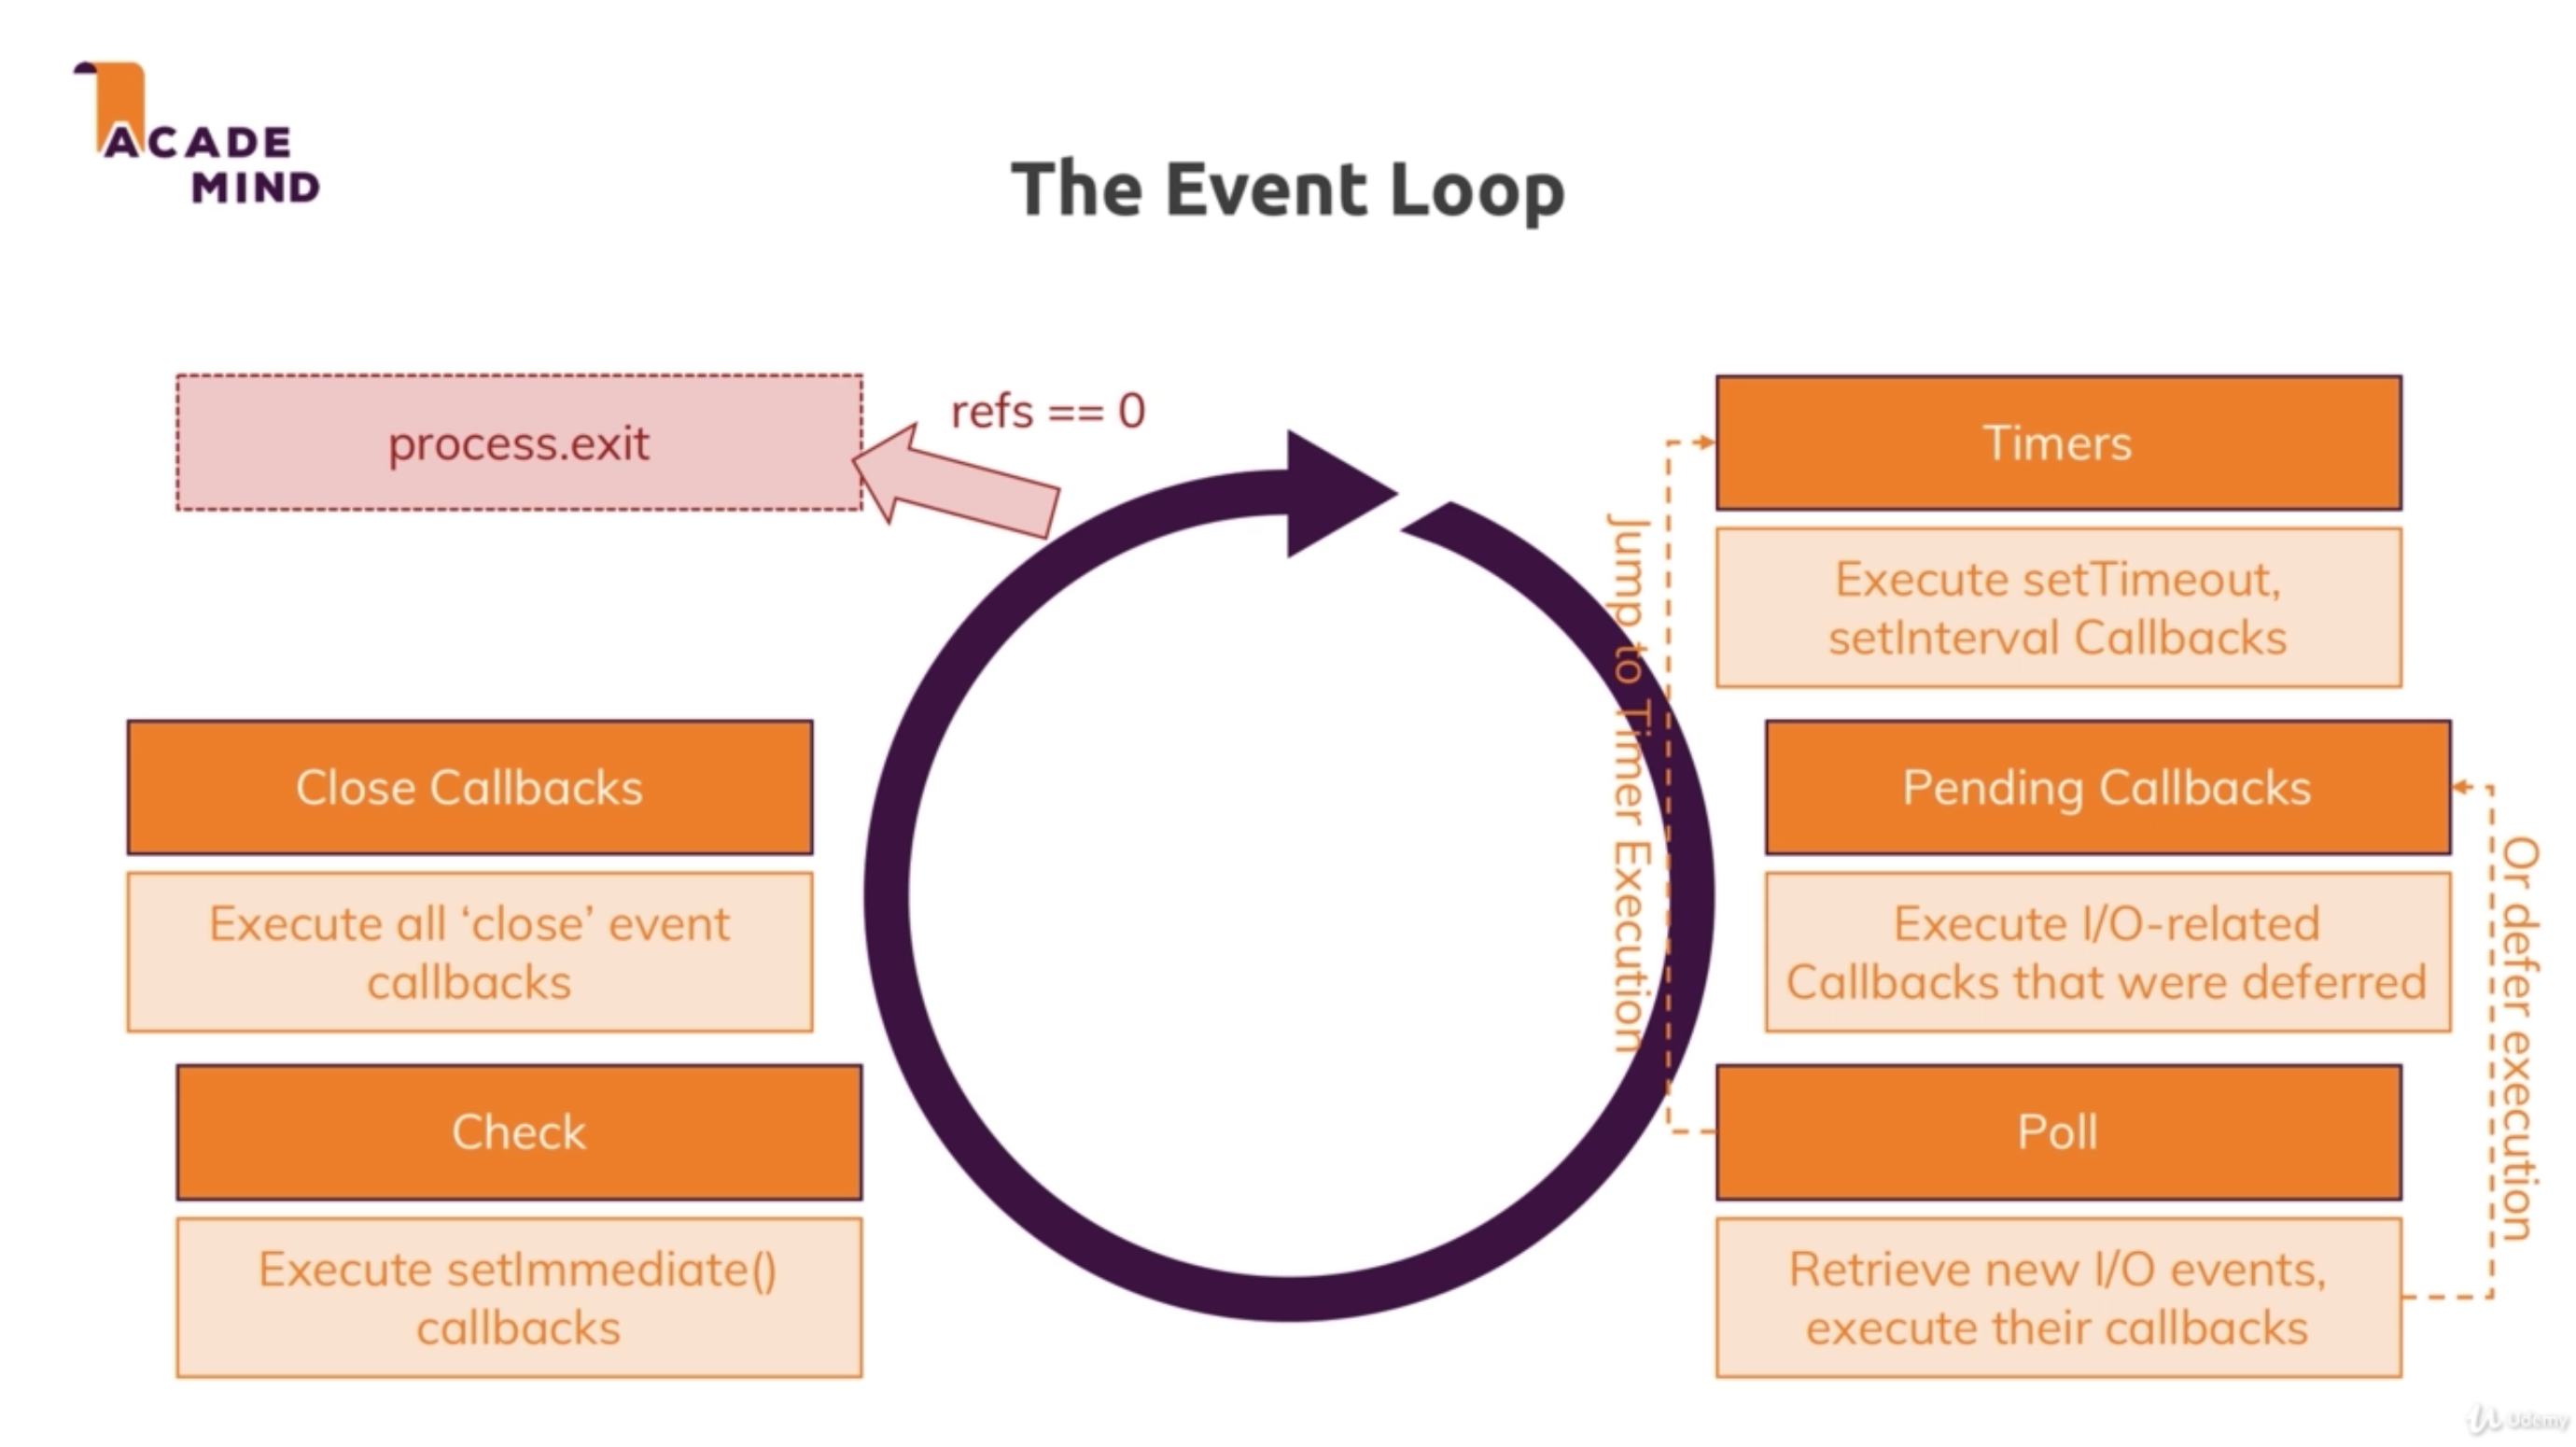 ACADE
MIND
The Event Loop
process.exit
refs == 0
Timers
Execute setTimeout,
setInterval Callbacks
Jump to Timer Execution
Close Callbacks
Execute all ‘close’ event
callbacks
Pending Callbacks
Execute I/O-related
Callbacks that were deferred
Or defer execution
Check
Execute setImmediate()
callbacks
Poll
Retrieve new I/O events,
execute their callbacks
Udemy